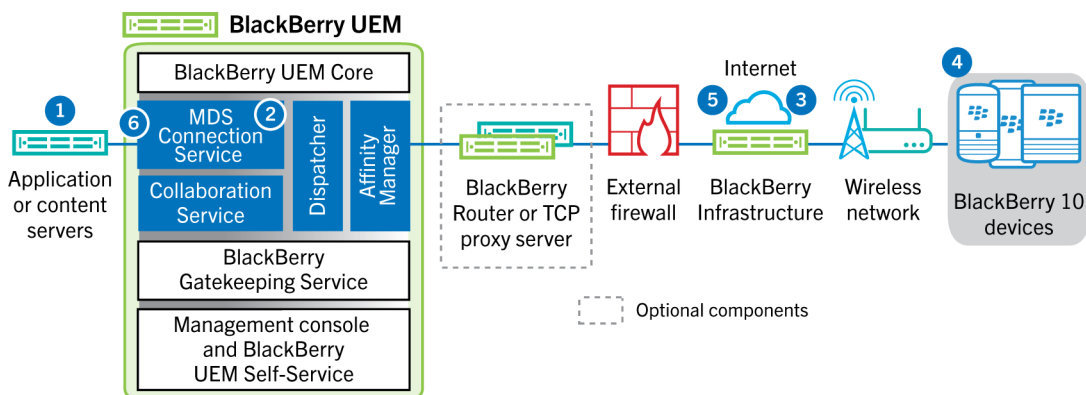 BlackBerry UEM
BlackBerry UEM Core
1
6
MDS
Connection
Service
2
Collaboration
Service
Dispatcher
Affinity
Manager
BlackBerry
Gatekeeping Service
Management console
and BlackBerry
UEM Self-Service
Application
or content
servers
BlackBerry
Router or TCP
proxy server
External
firewall
Internet
5
3
BlackBerry
Infrastructure
Wireless
network
4
BlackBerry 10
devices
Optional components